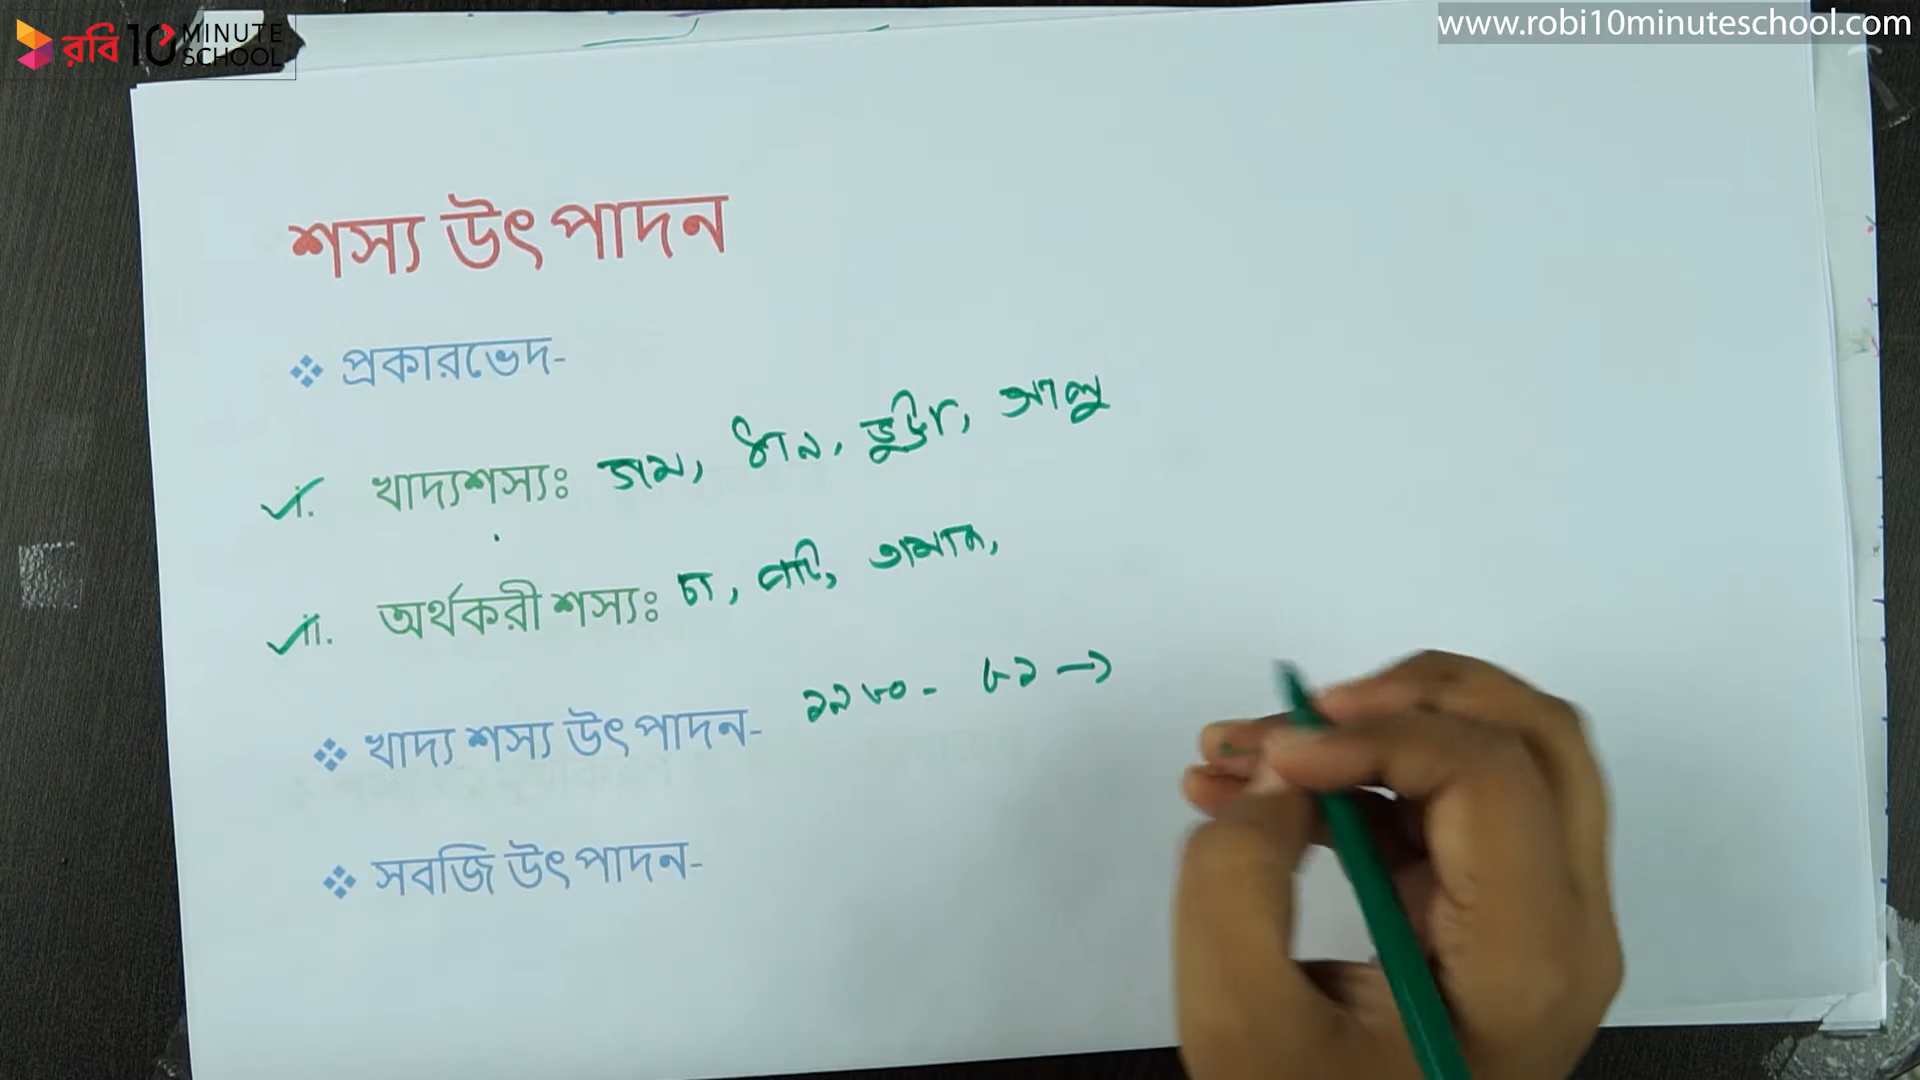 রবি 10 MINUTE SCHOOL
www.robi10minuteschool.com
শস্য উৎপাদন
❖ প্রকারভেদ-
i. খাদ্যশস্যঃ গম, ধান, ভুট্টা, আলু
ii. অর্থকরী শস্যঃ চা, পাট, তামাক,
❖ খাদ্য শস্য উৎপাদন- ১৯৮০ - ৮১ →
❖ সবজি উৎপাদন-